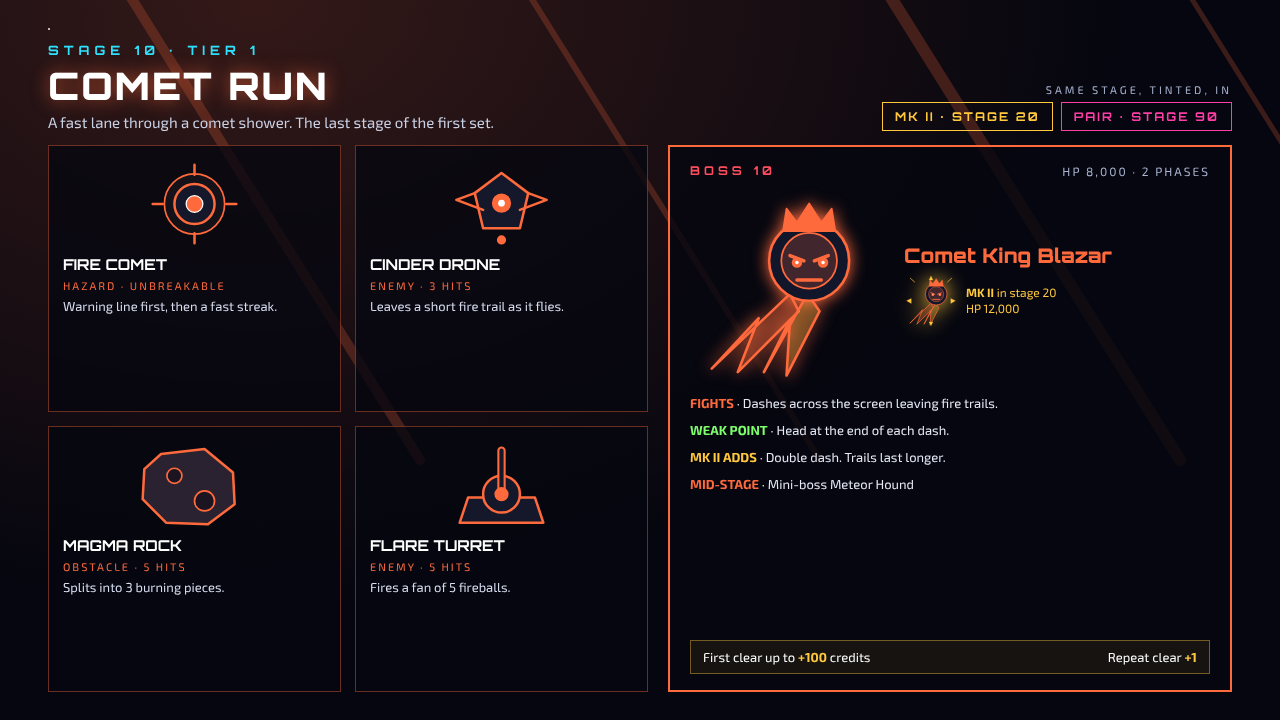 .
STAGE 10 · TIER 1
COMET RUN
A fast lane through a comet shower. The last stage of the first set.
SAME STAGE, TINTED, IN
MK II · STAGE 20
PAIR · STAGE 90
FIRE COMET
HAZARD · UNBREAKABLE
Warning line first, then a fast streak.
CINDER DRONE
ENEMY · 3 HITS
Leaves a short fire trail as it flies.
MAGMA ROCK
OBSTACLE · 5 HITS
Splits into 3 burning pieces.
FLARE TURRET
ENEMY · 5 HITS
Fires a fan of 5 fireballs.
BOSS 10
HP 8,000 · 2 PHASES
Comet King Blazar
MK II in stage 20
HP 12,000
FIGHTS · Dashes across the screen leaving fire trails.
WEAK POINT · Head at the end of each dash.
MK II ADDS · Double dash. Trails last longer.
MID-STAGE · Mini-boss Meteor Hound
First clear up to +100 credits
Repeat clear +1